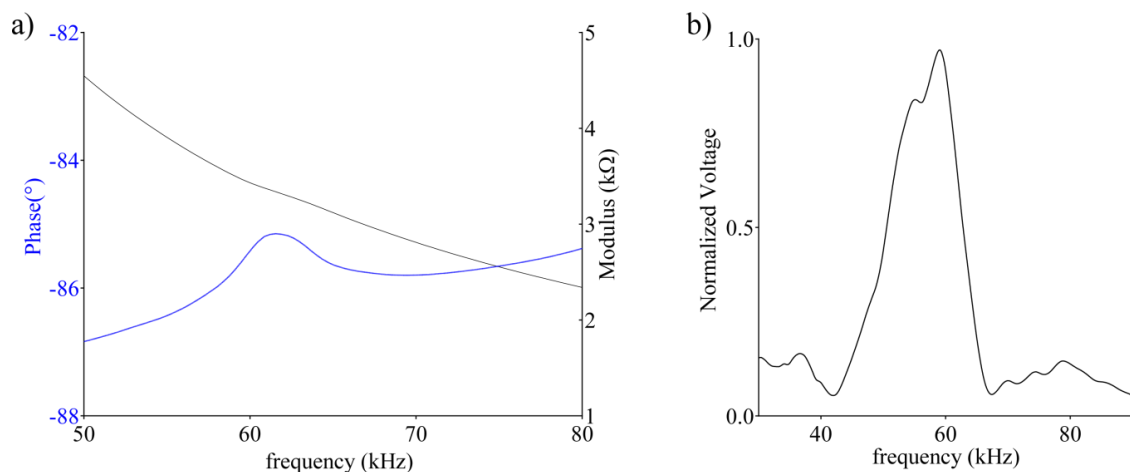 a)
-82
-84
-86
-88
Phase(°)
50
60
70
80
frequency (kHz)
5
4
3
2
1
Modulus (kΩ)
b)
1.0
0.5
0.0
Normalized Voltage
40
60
80
frequency (kHz)